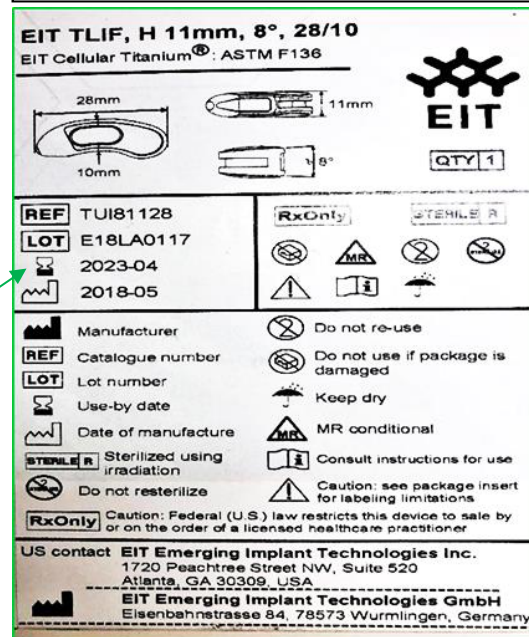 EIT TLIF, H 11mm, 8°, 28/10
EIT Cellular Titanium®: ASTM F136
28mm
11mm
10mm
8°
EIT
QTY 1
REF TUI81128
LOT E18LA0117
2023-04
2018-05
RxOnly
STERILE R
MR
Manufacturer
REF Catalogue number
LOT Lot number
Use-by date
Date of manufacture
STERILE R Sterilized using
irradiation
Do not resterilize
Do not re-use
Do not use if package is
damaged
Keep dry
MR MR conditional
Consult instructions for use
Caution: see package insert
for labeling limitations
RxOnly Caution: Federal (U.S.) law restricts this device to sale by
or on the order of a licensed healthcare practitioner
US contact EIT Emerging Implant Technologies Inc.
1720 Peachtree Street NW, Suite 520
Atlanta, GA 30309, USA
EIT Emerging Implant Technologies GmbH
Eisenbahnstrasse 84, 78573 Wurmlingen, Germany